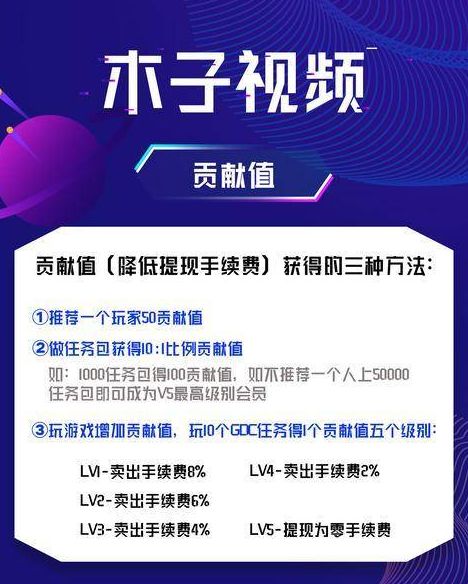 木子视频
贡献值
贡献值(降低提现手续费)获得的三种方法:
①推荐一个玩家50贡献值
②做任务包获得10:1比例贡献值
如:1000任务包得100贡献值,如不推荐一个人上50000
任务包即可成为V5最高级别会员
③玩游戏增加贡献值,玩10个GDC任务得1个贡献值五个级别:
LV1-卖出手续费8%
LV4-卖出手续费2%
LV2-卖出手续费6%
LV3-卖出手续费4%
LV5-提现为零手续费